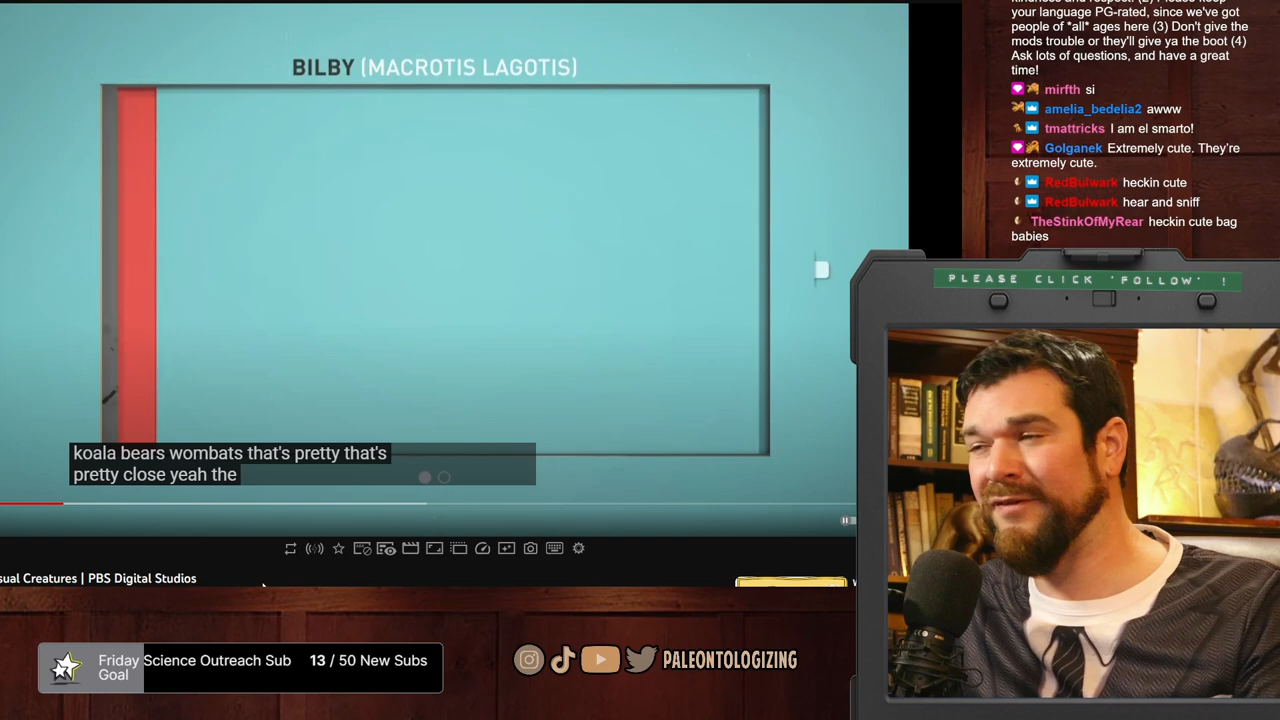 BILBY (MACROTIS LAGOTIS)
koala bears wombats that's pretty that's
pretty close yeah the
sual Creatures | PBS Digital Studios
Friday Science Outreach Sub
Goal
13 / 50 New Subs
PALEONTOLOGIZING
your language PG-rated, since we've got
people of *all* ages here (3) Don't give the
mods trouble or they'll give ya the boot (4)
Ask lots of questions, and have a great
time!
mirfth si
amelia_bedelia2 awww
tmattricks I am el smarto!
Golganek Extremely cute. They're
extremely cute.
RedBulwark heckin cute
RedBulwark hear and sniff
TheStinkOfMyRear heckin cute bag
babies
PLEASE CLICK 'FOLLOW' !